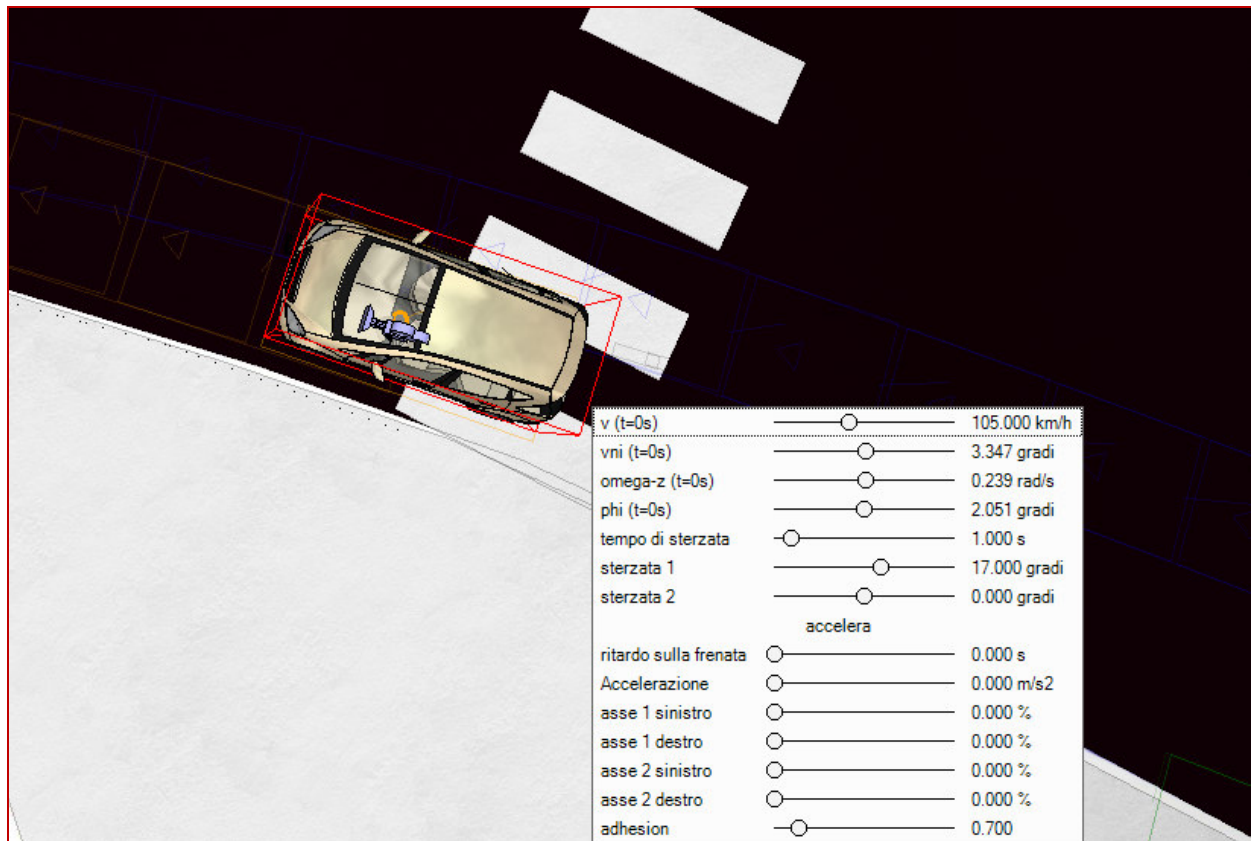 v (t=0s) 105.000 km/h
vni (t=0s) 3.347 gradi
omega-z (t=0s) 0.239 rad/s
phi (t=0s) 2.051 gradi
tempo di sterzata 1.000 s
sterzata 1 17.000 gradi
sterzata 2 0.000 gradi
accelera
ritardo sulla frenata 0.000 s
Accelerazione 0.000 m/s2
asse 1 sinistro 0.000 %
asse 1 destro 0.000 %
asse 2 sinistro 0.000 %
asse 2 destro 0.000 %
adhesion 0.700